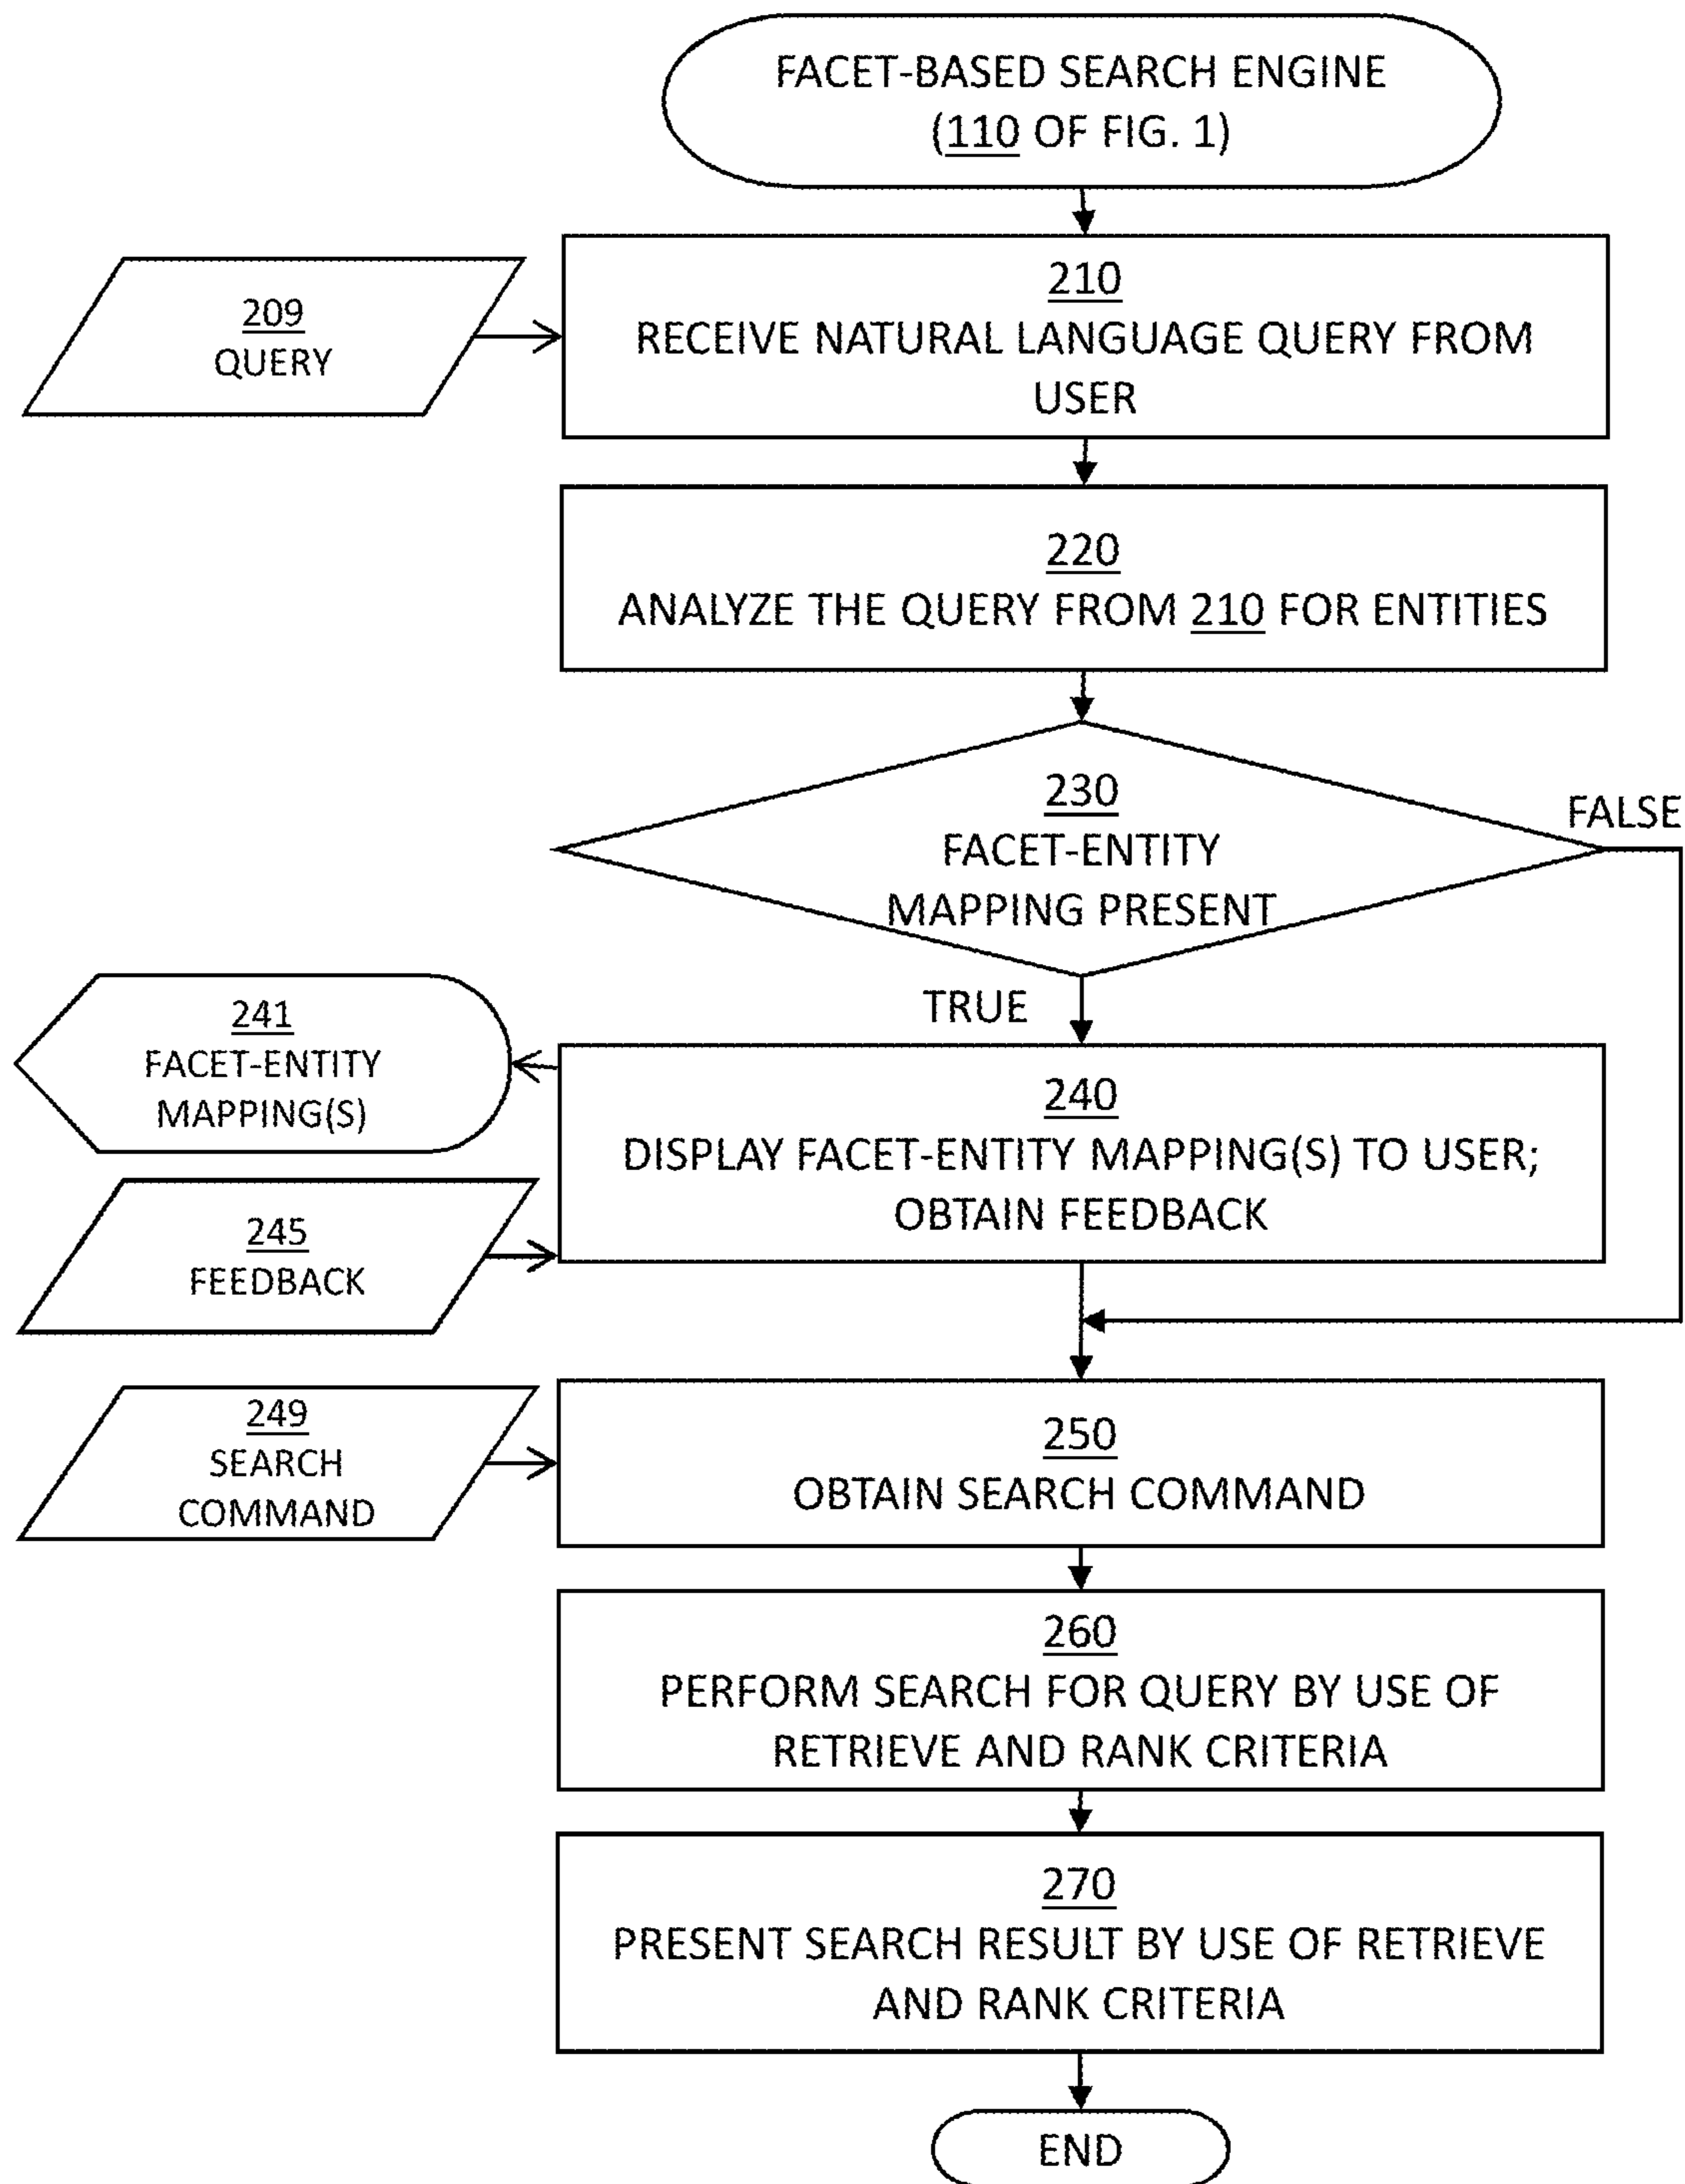 FACET-BASED SEARCH ENGINE
(110 OF FIG. 1)
209
QUERY
210
RECEIVE NATURAL LANGUAGE QUERY FROM
USER
220
ANALYZE THE QUERY FROM 210 FOR ENTITIES
230
FACET-ENTITY
MAPPING PRESENT
FALSE
TRUE
241
FACET-ENTITY
MAPPING(S)
240
DISPLAY FACET-ENTITY MAPPING(S) TO USER;
OBTAIN FEEDBACK
245
FEEDBACK
249
SEARCH
COMMAND
250
OBTAIN SEARCH COMMAND
260
PERFORM SEARCH FOR QUERY BY USE OF
RETRIEVE AND RANK CRITERIA
270
PRESENT SEARCH RESULT BY USE OF RETRIEVE
AND RANK CRITERIA
END